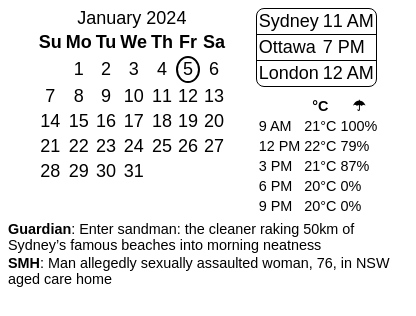 January 2024
Su Mo Tu We Th Fr Sa
1 2 3 4 5 6
7 8 9 10 11 12 13
14 15 16 17 18 19 20
21 22 23 24 25 26 27
28 29 30 31
Sydney 11 AM
Ottawa 7 PM
London 12 AM
°C ☂
9 AM 21°C 100%
12 PM 22°C 79%
3 PM 21°C 87%
6 PM 20°C 0%
9 PM 20°C 0%
Guardian: Enter sandman: the cleaner raking 50km of
Sydney’s famous beaches into morning neatness
SMH: Man allegedly sexually assaulted woman, 76, in NSW
aged care home